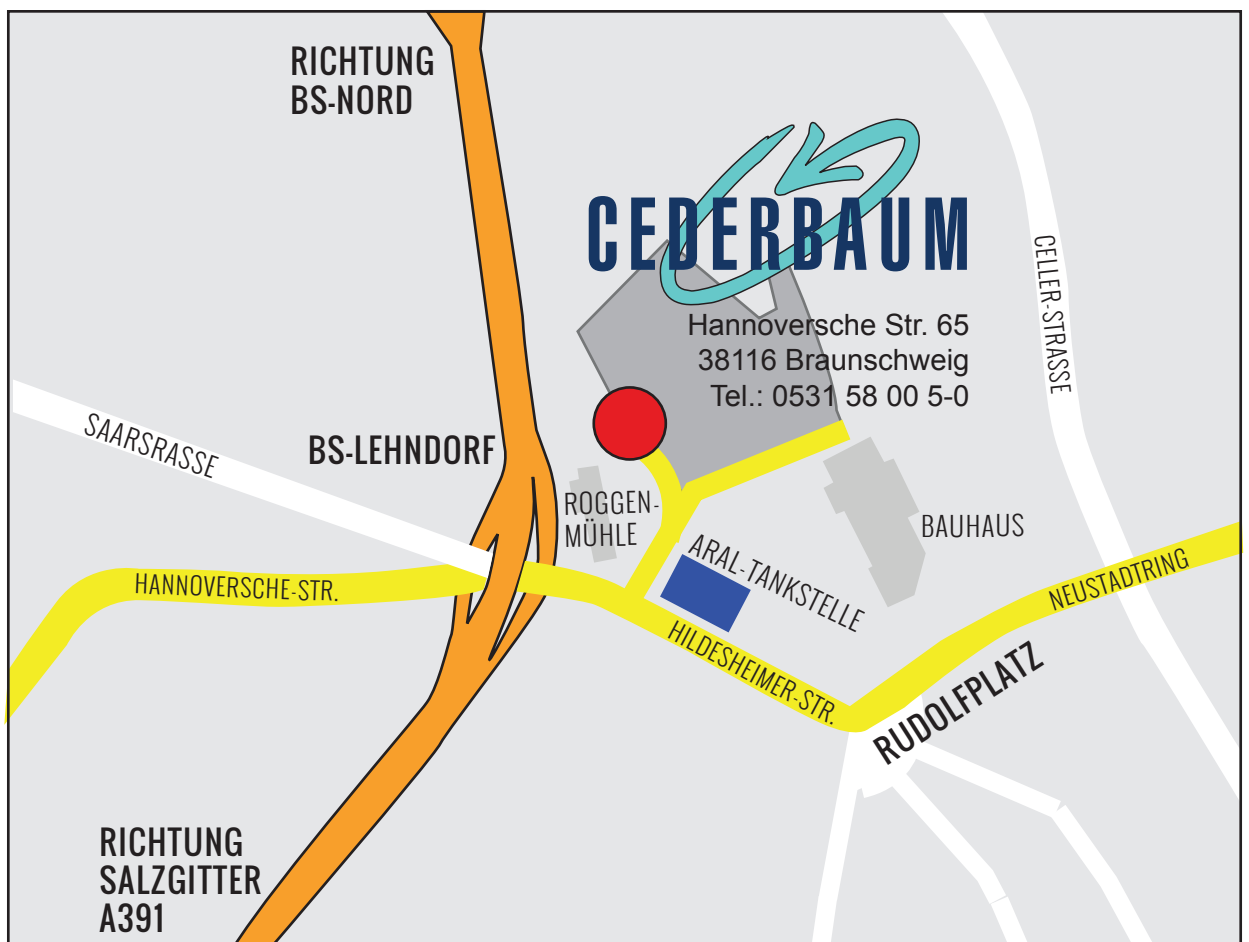 RICHTUNG
BS-NORD
CEDERBAUM
Hannoversche Str. 65
38116 Braunschweig
Tel.: 0531 58 00 5-0
CELLER-STRASSE
SAARSRASSE
BS-LEHNDORF
ROGGEN-
MÜHLE
BAUHAUS
ARAL-TANKSTELLE
HANNOVERSCHE-STR.
NEUSTADTRING
HILDESHEIMER-STR.
RUDOLFPLATZ
RICHTUNG
SALZGITTER
A391